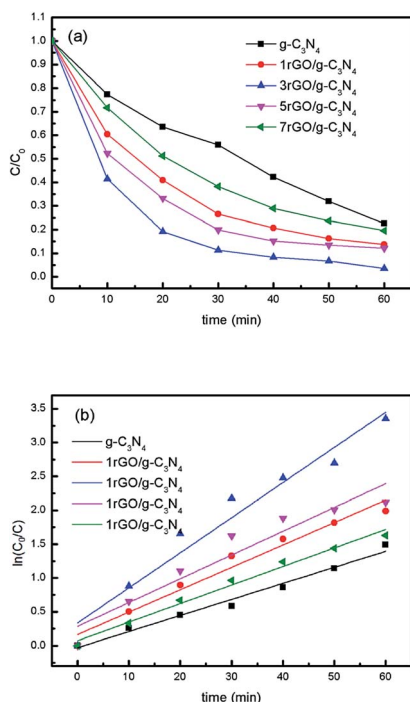 (a)
g-C₃N₄
1rGO/g-C₃N₄
3rGO/g-C₃N₄
5rGO/g-C₃N₄
7rGO/g-C₃N₄
C/C₀
1.0
0.9
0.8
0.7
0.6
0.5
0.4
0.3
0.2
0.1
0.0
0 10 20 30 40 50 60
time (min)
(b)
g-C₃N₄
1rGO/g-C₃N₄
1rGO/g-C₃N₄
1rGO/g-C₃N₄
1rGO/g-C₃N₄
ln(C₀/C)
3.5
3.0
2.5
2.0
1.5
1.0
0.5
0.0
0 10 20 30 40 50 60
time (min)